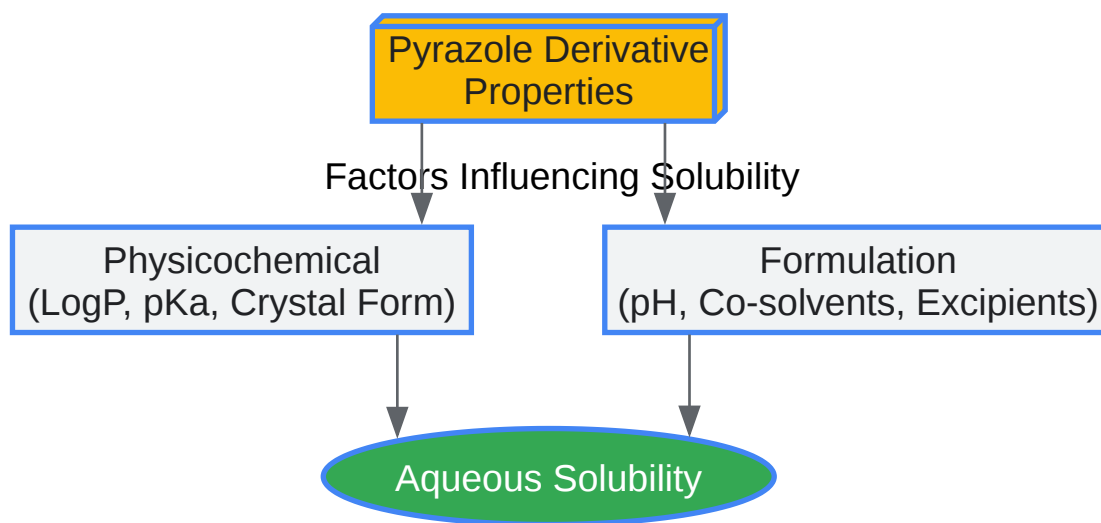 Pyrazole Derivative
Properties
Factors Influencing Solubility
Physicochemical
(LogP, pKa, Crystal Form)
Formulation
(pH, Co-solvents, Excipients)
Aqueous Solubility